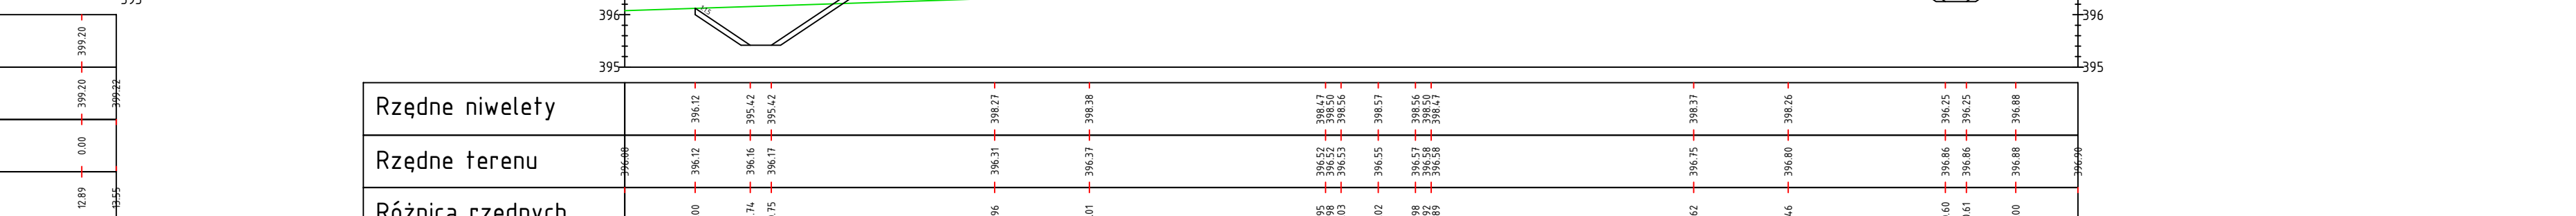 399.20
399.20 399.22
0.00
12.89 13.55
396 396
395 395
Rzędne niwelety 396.12 395.42 395.42 398.27 398.38 398.47 398.50 398.56 398.57 398.56 398.50 398.47 398.37 398.26 396.25 396.25 396.88
Rzędne terenu 396.08 396.12 396.16 396.17 396.31 396.37 396.52 396.52 396.53 396.55 396.57 396.58 396.58 396.75 396.80 396.86 396.86 396.88 396.90
Różnica rzędnych